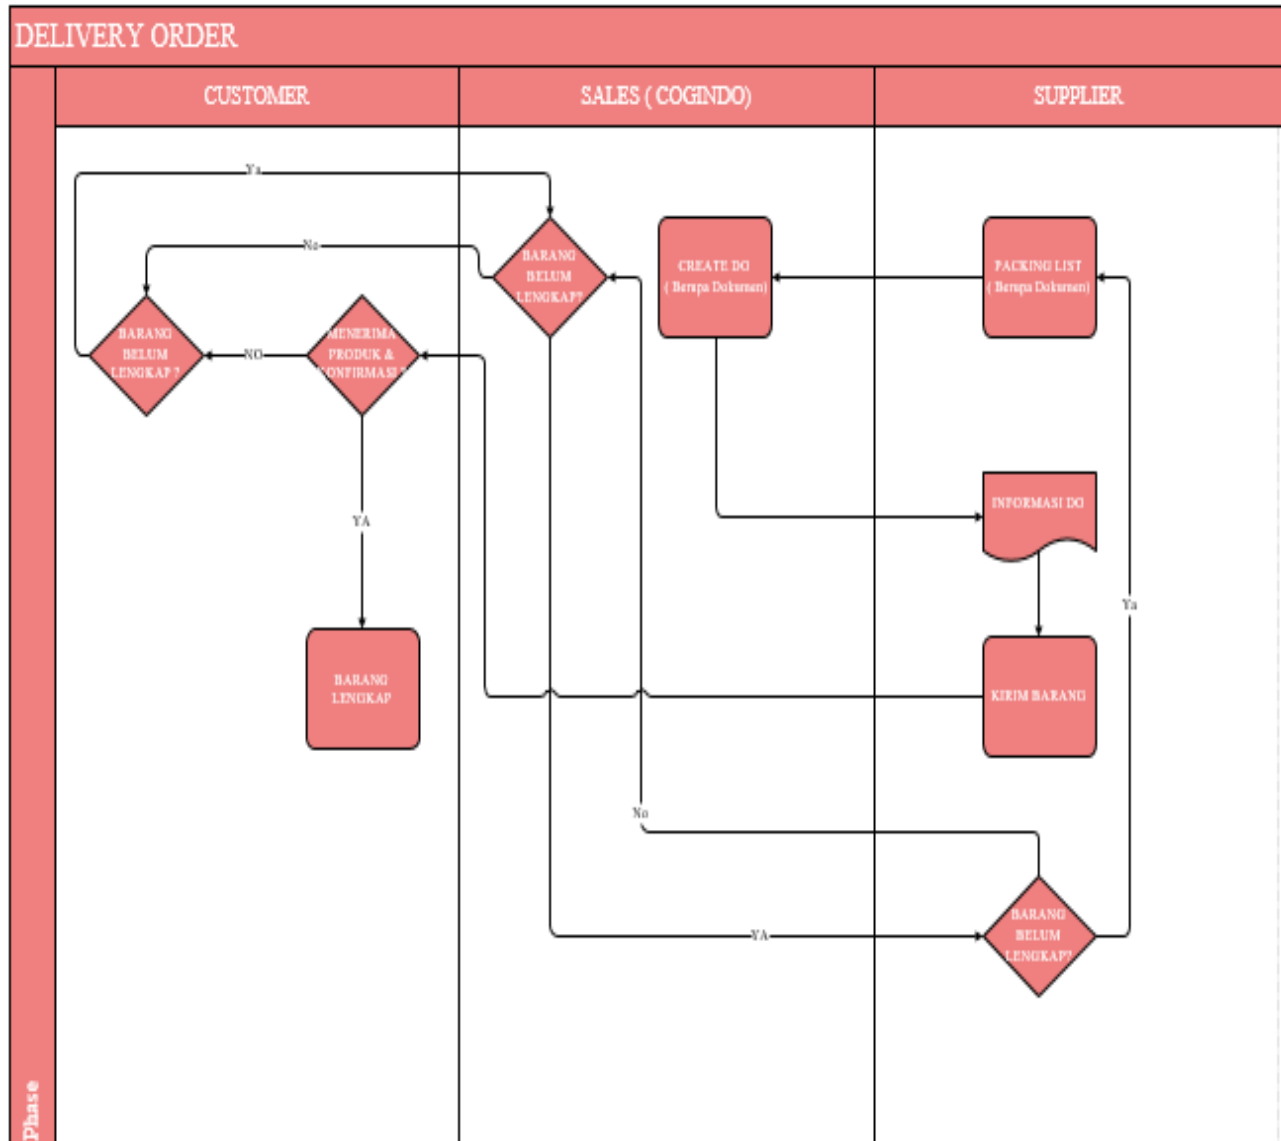 DELIVERY ORDER
CUSTOMER
SALES ( COGINDO)
SUPPLIER
Ya
No
BARANG
BELUM
LENGKAP?
CREATE DO
( Berupa Dokumen)
PACKING LIST
( Berupa Dokumen)
BARANG
BELUM
LENGKAP ?
NO
MENERIMA
PRODUK &
KONFIRMASI ?
YA
INFORMASI DO
Ya
BARANG
LENGKAP
KIRIM BARANG
No
YA
BARANG
BELUM
LENGKAP?
Phase